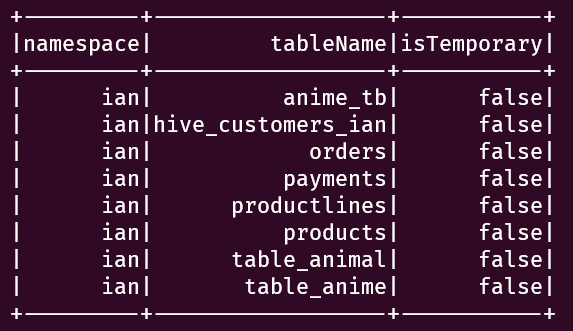 +---------+------------------+-----------+
|namespace|         tableName|isTemporary|
+---------+------------------+-----------+
|      ian|          anime_tb|      false|
|      ian|hive_customers_ian|      false|
|      ian|            orders|      false|
|      ian|          payments|      false|
|      ian|      productlines|      false|
|      ian|          products|      false|
|      ian|      table_animal|      false|
|      ian|       table_anime|      false|
+---------+------------------+-----------+